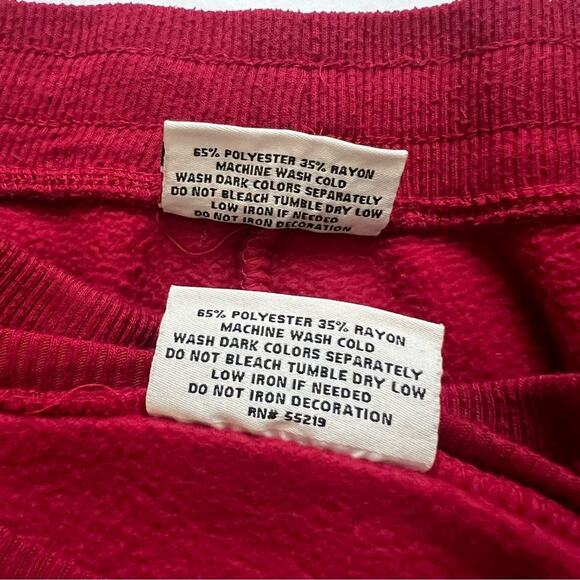 65% POLYESTER 35% RAYON
MACHINE WASH COLD
WASH DARK COLORS SEPARATELY
DO NOT BLEACH TUMBLE DRY LOW
LOW IRON IF NEEDED
DO NOT IRON DECORATION
65% POLYESTER 35% RAYON
MACHINE WASH COLD
WASH DARK COLORS SEPARATELY
DO NOT BLEACH TUMBLE DRY LOW
LOW IRON IF NEEDED
DO NOT IRON DECORATION
RN# 55219